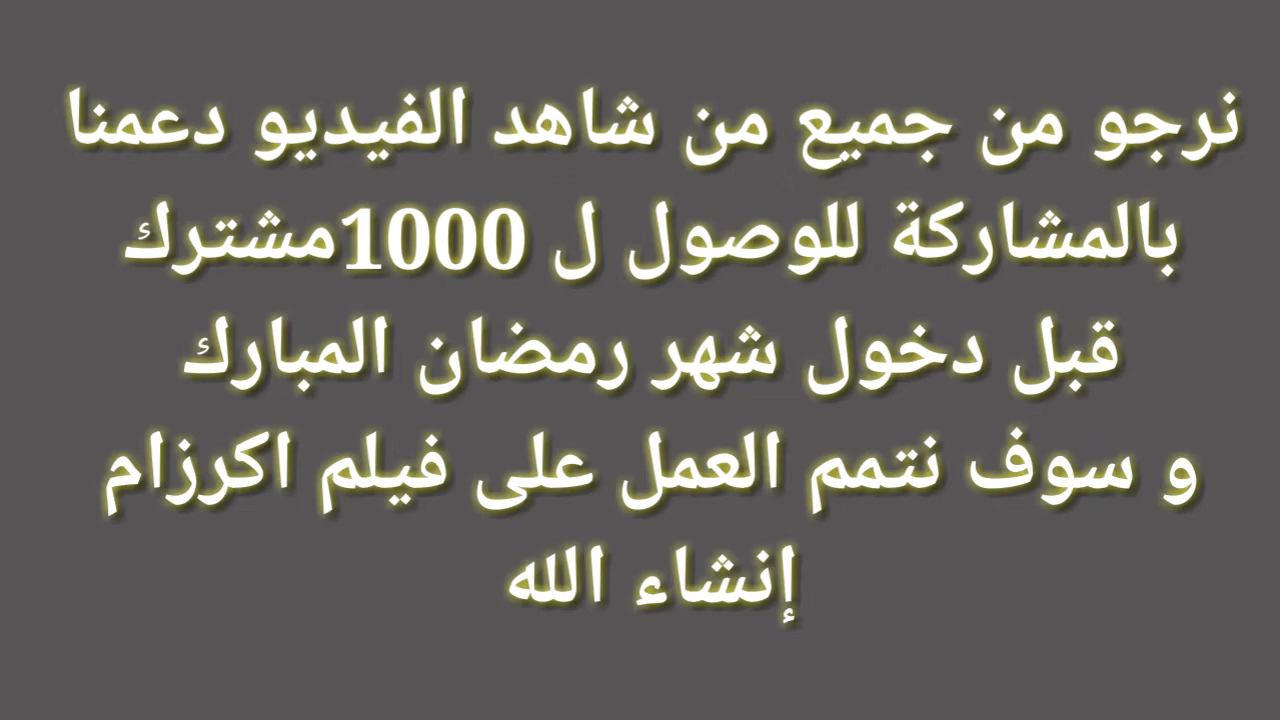 نرجو من جميع من شاهد الفيديو دعمنا
بالمشاركة للوصول ل 1000مشترك
قبل دخول شهر رمضان المبارك
و سوف نتمم العمل على فيلم اكرزام
إنشاء الله